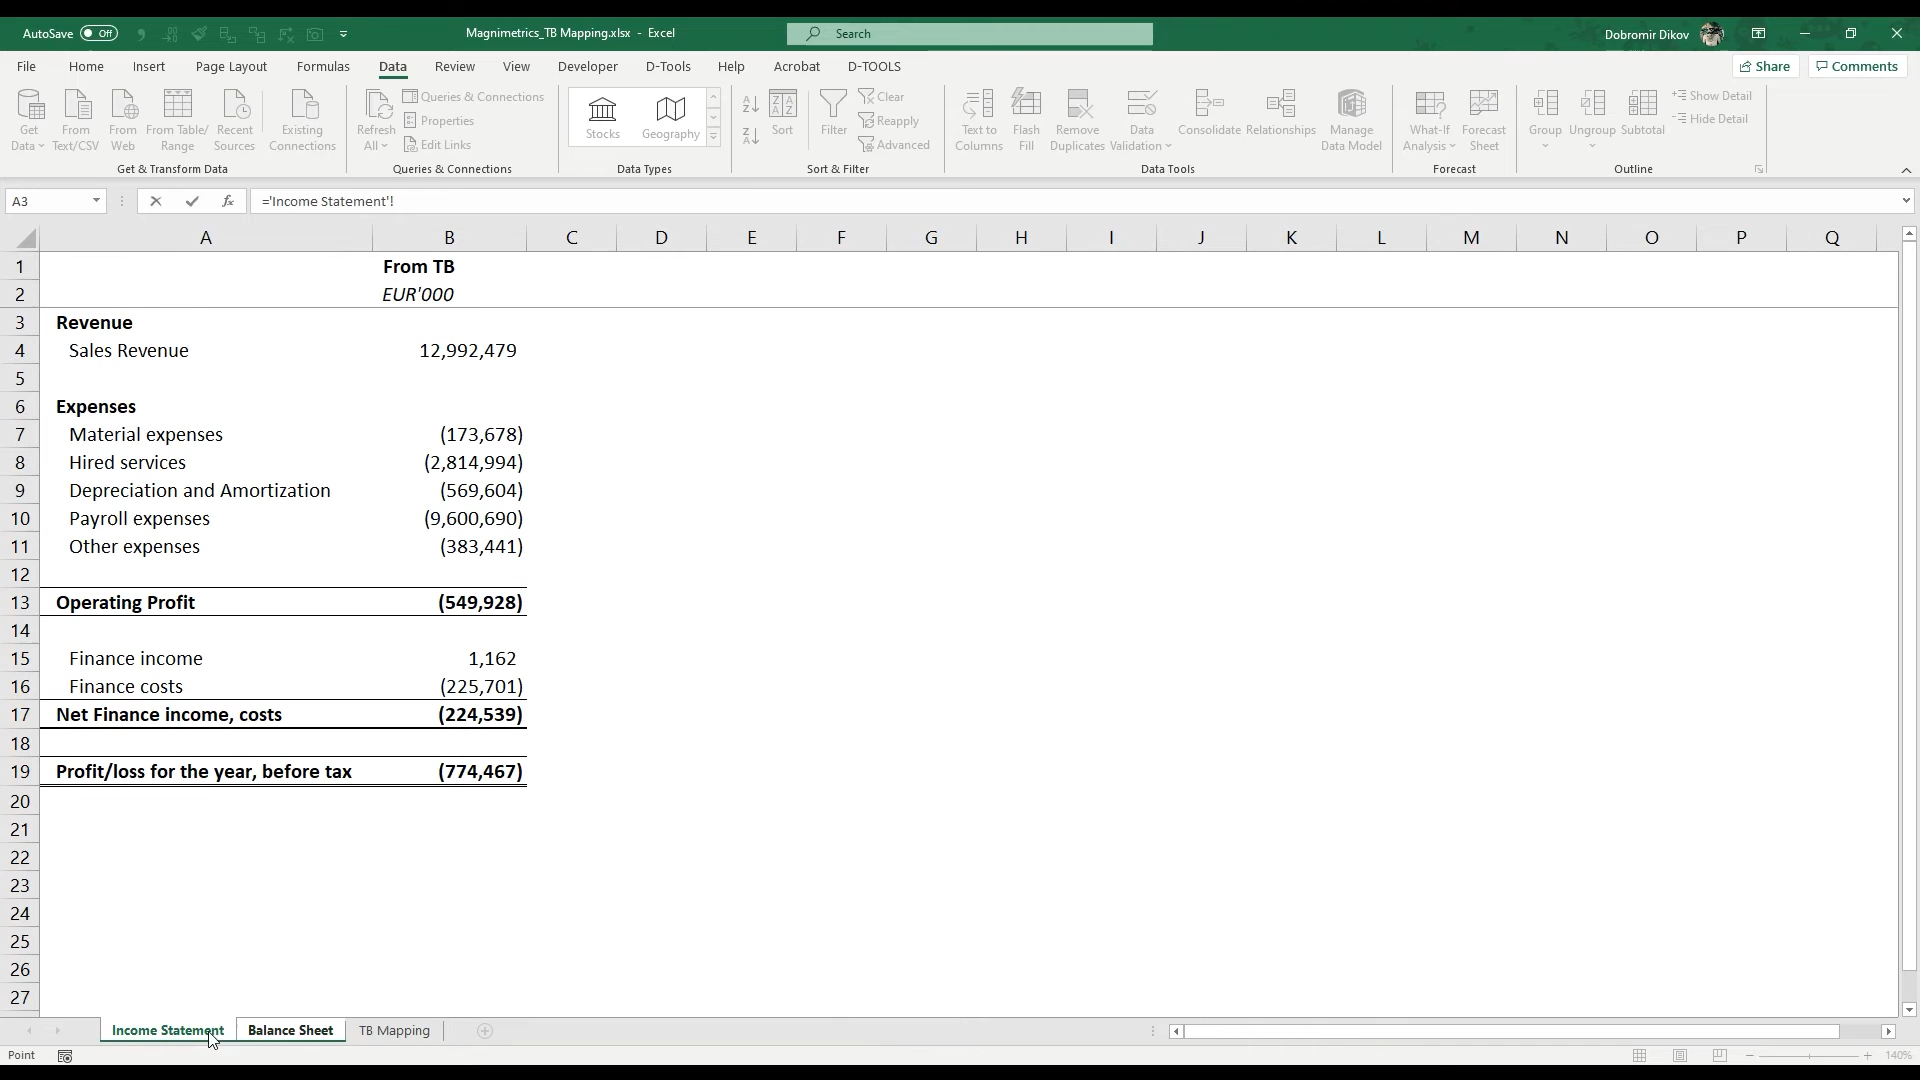 AutoSave Off Magnimetrics_TB Mapping.xlsx - Excel Search Dobromir Dikov
File Home Insert Page Layout Formulas Data Review View Developer D-Tools Help Acrobat D-TOOLS Share Comments
Get Data From Text/CSV From Web From Table/Range Recent Sources Existing Connections
Get & Transform Data
Refresh All Queries & Connections Properties Edit Links
Queries & Connections
Stocks Geography
Data Types
Sort Filter Clear Reapply Advanced
Sort & Filter
Text to Columns Flash Fill Remove Duplicates Data Validation Consolidate Relationships Manage Data Model
Data Tools
What-If Analysis Forecast Sheet
Forecast
Group Ungroup Subtotal Show Detail Hide Detail
Outline
A3 fx ='Income Statement'!
A B C D E F G H I J K L M N O P Q
1 From TB
2 EUR'000
3 Revenue
4 Sales Revenue 12,992,479
5
6 Expenses
7 Material expenses (173,678)
8 Hired services (2,814,994)
9 Depreciation and Amortization (569,604)
10 Payroll expenses (9,600,690)
11 Other expenses (383,441)
12
13 Operating Profit (549,928)
14
15 Finance income 1,162
16 Finance costs (225,701)
17 Net Finance income, costs (224,539)
18
19 Profit/loss for the year, before tax (774,467)
20
21
22
23
24
25
26
27
Income Statement Balance Sheet TB Mapping
Point 140%